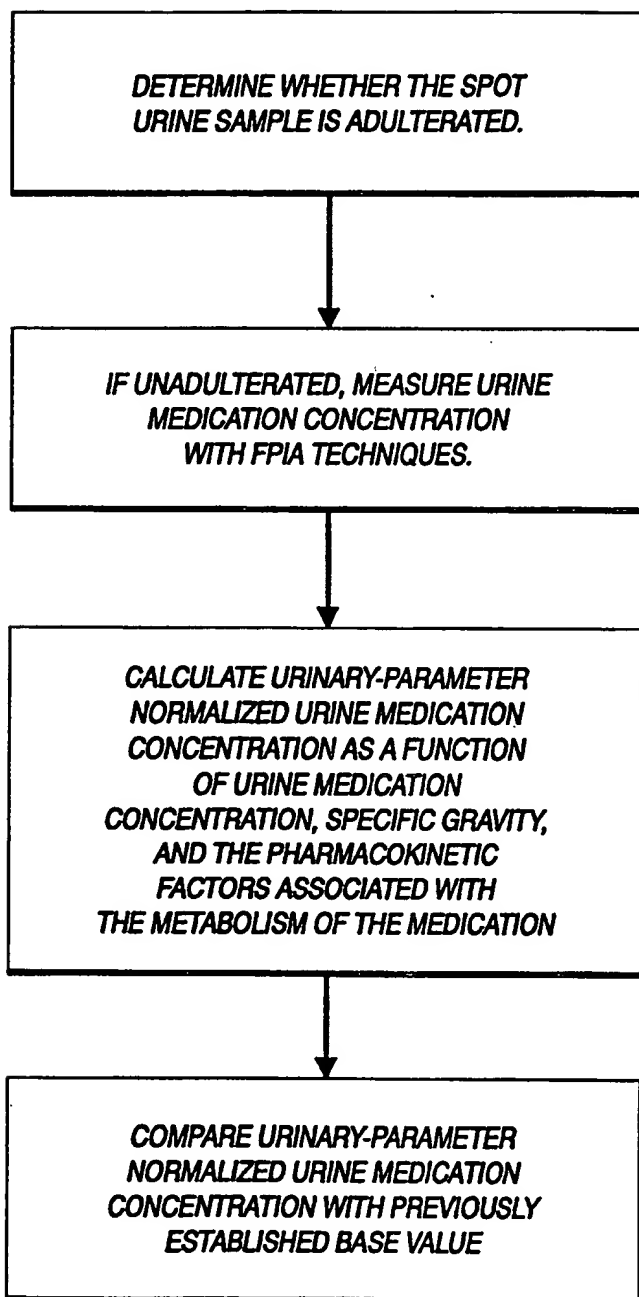 DETERMINE WHETHER THE SPOT
URINE SAMPLE IS ADULTERATED.
IF UNADULTERATED, MEASURE URINE
MEDICATION CONCENTRATION
WITH FPIA TECHNIQUES.
CALCULATE URINARY-PARAMETER
NORMALIZED URINE MEDICATION
CONCENTRATION AS A FUNCTION
OF URINE MEDICATION
CONCENTRATION, SPECIFIC GRAVITY,
AND THE PHARMACOKINETIC
FACTORS ASSOCIATED WITH
THE METABOLISM OF THE MEDICATION
COMPARE URINARY-PARAMETER
NORMALIZED URINE MEDICATION
CONCENTRATION WITH PREVIOUSLY
ESTABLISHED BASE VALUE